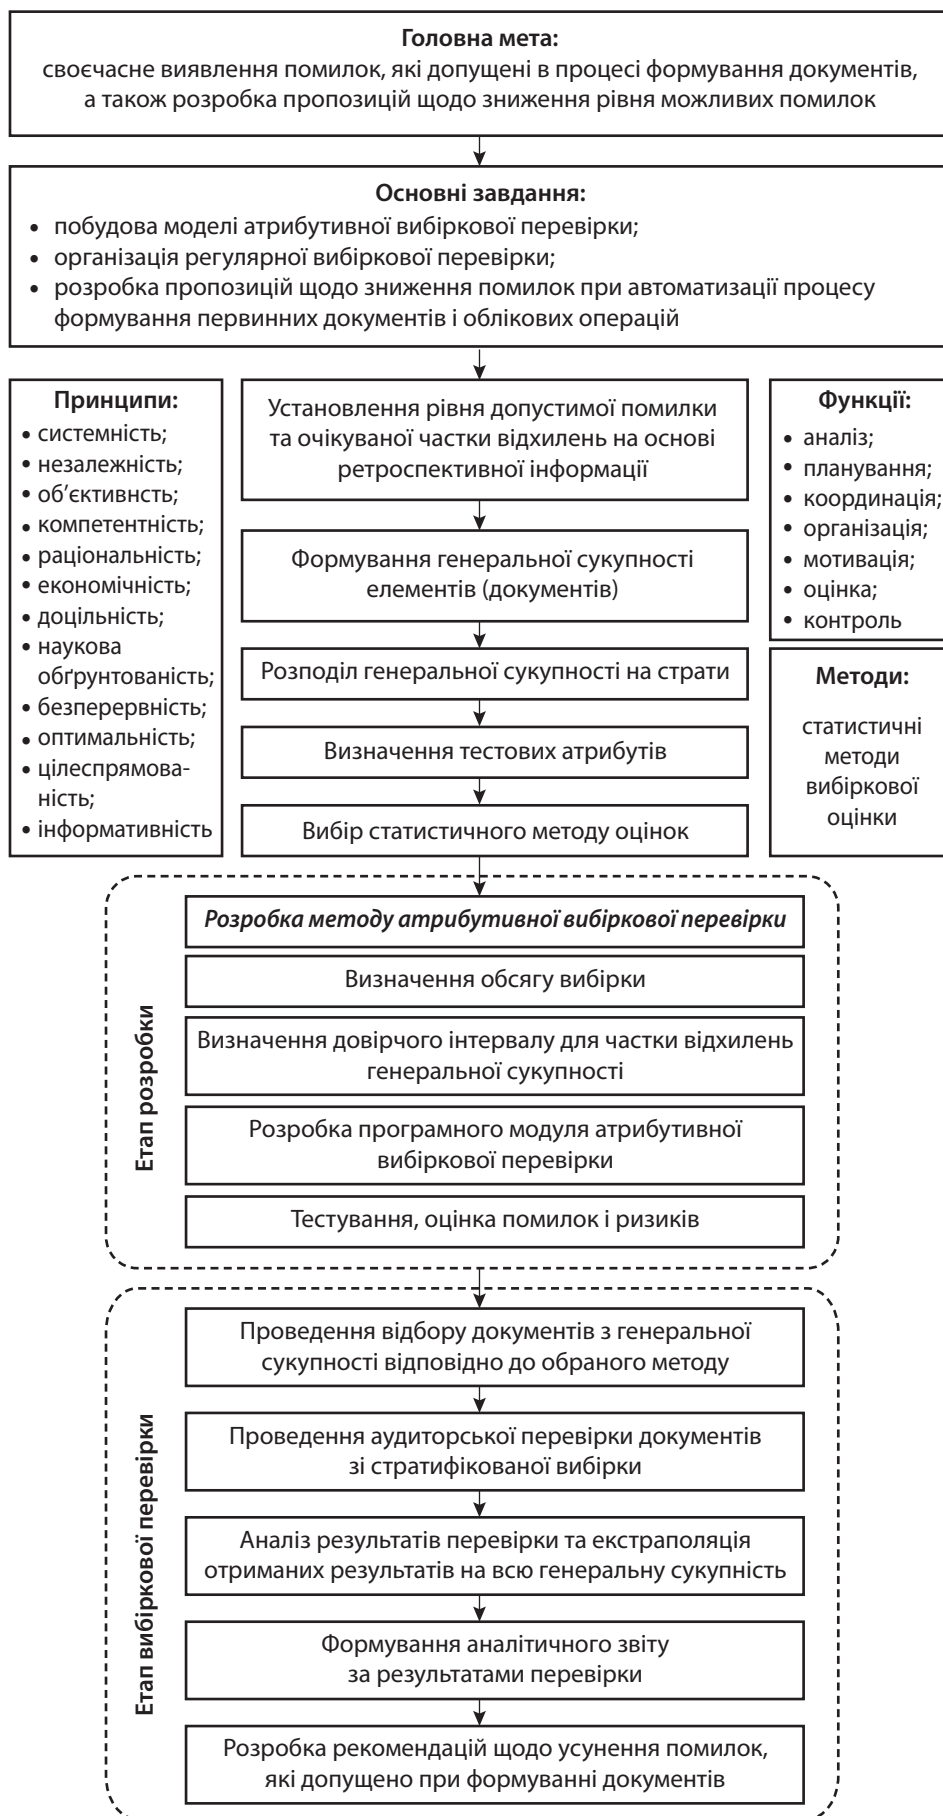 Головна мета:
своєчасне виявлення помилок, які допущені в процесі формування документів,
а також розробка пропозицій щодо зниження рівня можливих помилок
Основні завдання:
• побудова моделі атрибутивної вибіркової перевірки;
• організація регулярної вибіркової перевірки;
• розробка пропозицій щодо зниження помилок при автоматизації процесу
формування первинних документів і облікових операцій
Принципи:
• системність;
• незалежність;
• об’єктивнсть;
• компетентність;
• раціональність;
• економічність;
• доцільність;
• наукова
обґрунтованість;
• безперервність;
• оптимальність;
• цілеспрямова-
ність;
• інформативність
Установлення рівня допустимої помилки
та очікуваної частки відхилень на основі
ретроспективної інформації
Формування генеральної сукупності
елементів (документів)
Розподіл генеральної сукупності на страти
Визначення тестових атрибутів
Вибір статистичного методу оцінок
Функції:
• аналіз;
• планування;
• координація;
• організація;
• мотивація;
• оцінка;
• контроль
Методи:
статистичні
методи
вибіркової
оцінки
Етап розробки
Розробка методу атрибутивної вибіркової перевірки
Визначення обсягу вибірки
Визначення довірчого інтервалу для частки відхилень
генеральної сукупності
Розробка програмного модуля атрибутивної
вибіркової перевірки
Тестування, оцінка помилок і ризиків
Етап вибіркової перевірки
Проведення відбору документів з генеральної
сукупності відповідно до обраного методу
Проведення аудиторської перевірки документів
зі стратифікованої вибірки
Аналіз результатів перевірки та екстраполяція
отриманих результатів на всю генеральну сукупність
Формування аналітичного звіту
за результатами перевірки
Розробка рекомендацій щодо усунення помилок,
які допущено при формуванні документів